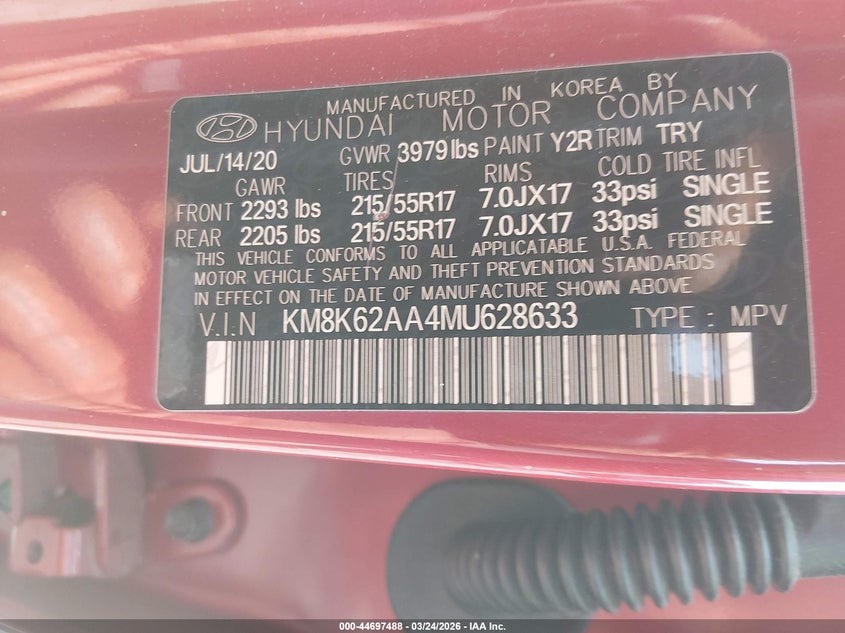 MANUFACTURED IN KOREA BY
HYUNDAI MOTOR COMPANY
JUL/14/20 GVWR 3979 lbs PAINT Y2R TRIM TRY
GAWR TIRES RIMS COLD TIRE INFL
FRONT 2293 lbs 215/55R17 7.0JX17 33psi SINGLE
REAR 2205 lbs 215/55R17 7.0JX17 33psi SINGLE
THIS VEHICLE CONFORMS TO ALL APPLICATABLE U.S.A. FEDERAL
MOTOR VEHICLE SAFETY AND THEFT PREVENTION STANDARDS
IN EFFECT ON THE DATE OF MANUFACTURE SHOWN ABOVE.
V.I.N KM8K62AA4MU628633 TYPE : MPV
000-44697488 - 03/24/2026 - IAA Inc.